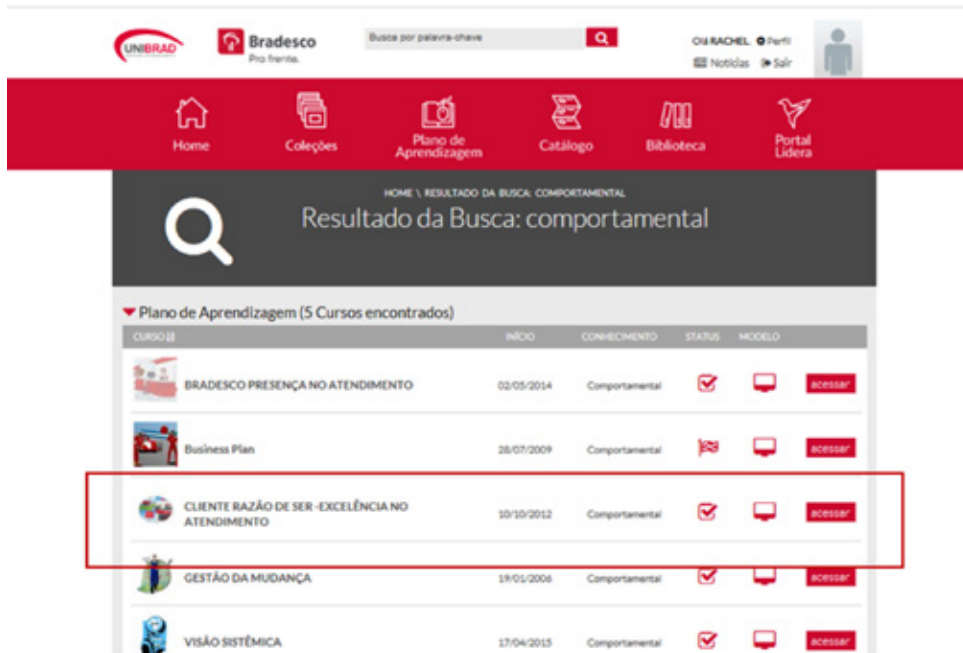 UNIBRAD
Bradesco
Pra frente.
Busca por palavra-chave
Olá RACHEL Perfil
Notícias Sair
Home
Coleções
Plano de Aprendizagem
Catálogo
Biblioteca
Portal Lidera
HOME \ RESULTADO DA BUSCA: COMPORTAMENTAL
Resultado da Busca: comportamental
Plano de Aprendizagem (5 Cursos encontrados)
CURSO INÍCIO CONHECIMENTO STATUS MODELO
BRADESCO PRESENÇA NO ATENDIMENTO 02/05/2014 Comportamental acessar
Business Plan 28/07/2009 Comportamental acessar
CLIENTE RAZÃO DE SER -EXCELÊNCIA NO
ATENDIMENTO 10/10/2012 Comportamental acessar
GESTÃO DA MUDANÇA 19/01/2006 Comportamental acessar
VISÃO SISTÊMICA 17/04/2015 Comportamental acessar